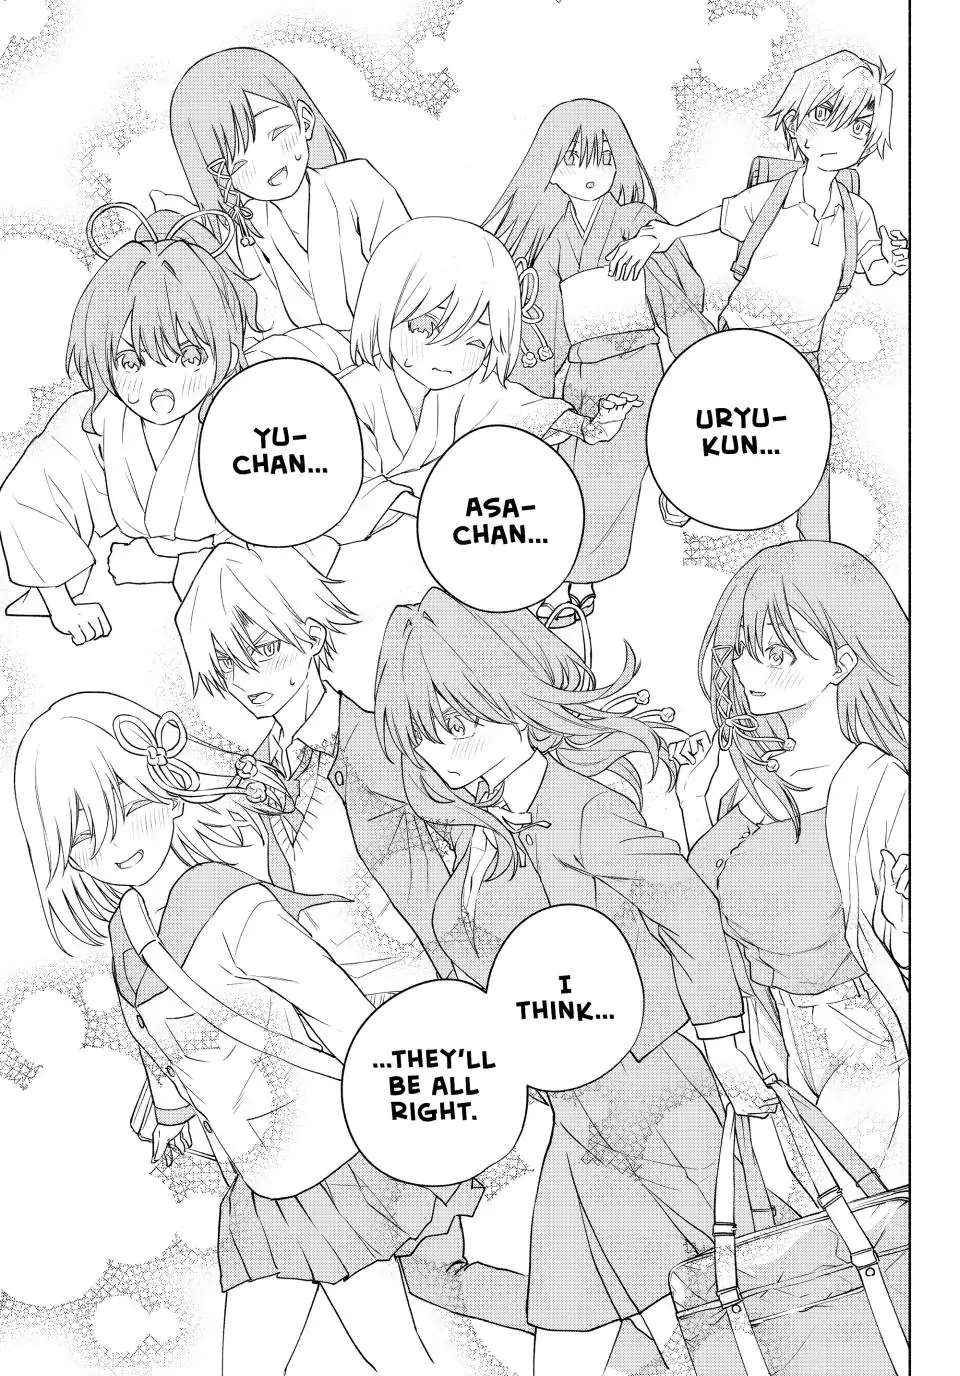 URYU-
KUN...
ASA-
CHAN...
YU-
CHAN...
I
THINK...
...THEY'LL
BE ALL
RIGHT.